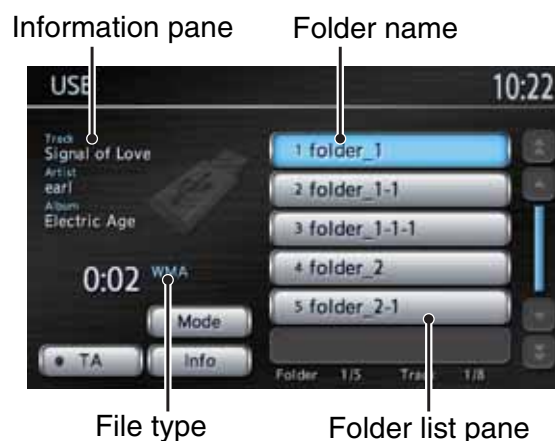 Information pane
Folder name
USB
10:22
Track
Signal of Love
Artist
earl
Album
Electric Age
0:02 WMA
Mode
TA
Info
1 folder_1
2 folder_1-1
3 folder_1-1-1
4 folder_2
5 folder_2-1
Folder 1/5 Track 1/8
File type
Folder list pane